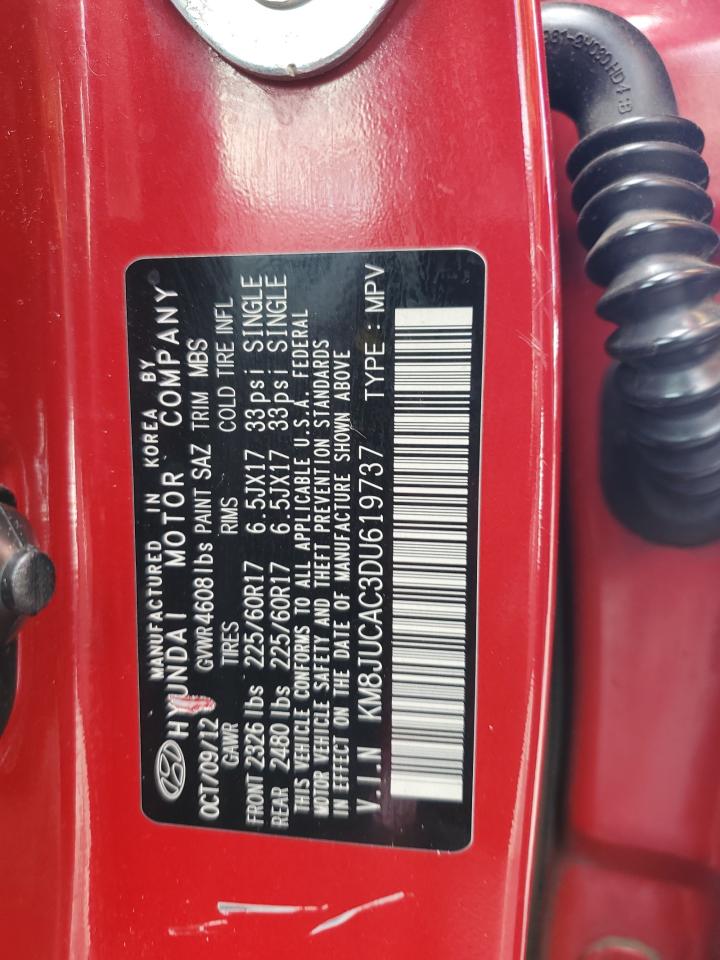 MANUFACTURED IN KOREA BY
HYUNDAI MOTOR COMPANY
OCT/09/12 GVWR 4608 lbs PAINT SAZ TRIM MBS
GAWR TIRES RIMS COLD TIRE INFL
FRONT 2326 lbs 225/60R17 6.5JX17 33psi SINGLE
REAR 2480 lbs 225/60R17 6.5JX17 33psi SINGLE
THIS VEHICLE CONFORMS TO ALL APPLICABLE U.S.A. FEDERAL
MOTOR VEHICLE SAFETY AND THEFT PREVENTION STANDARDS
IN EFFECT ON THE DATE OF MANUFACTURE SHOWN ABOVE
V.I.N KM8JUCAC3DU619737 TYPE : MPV